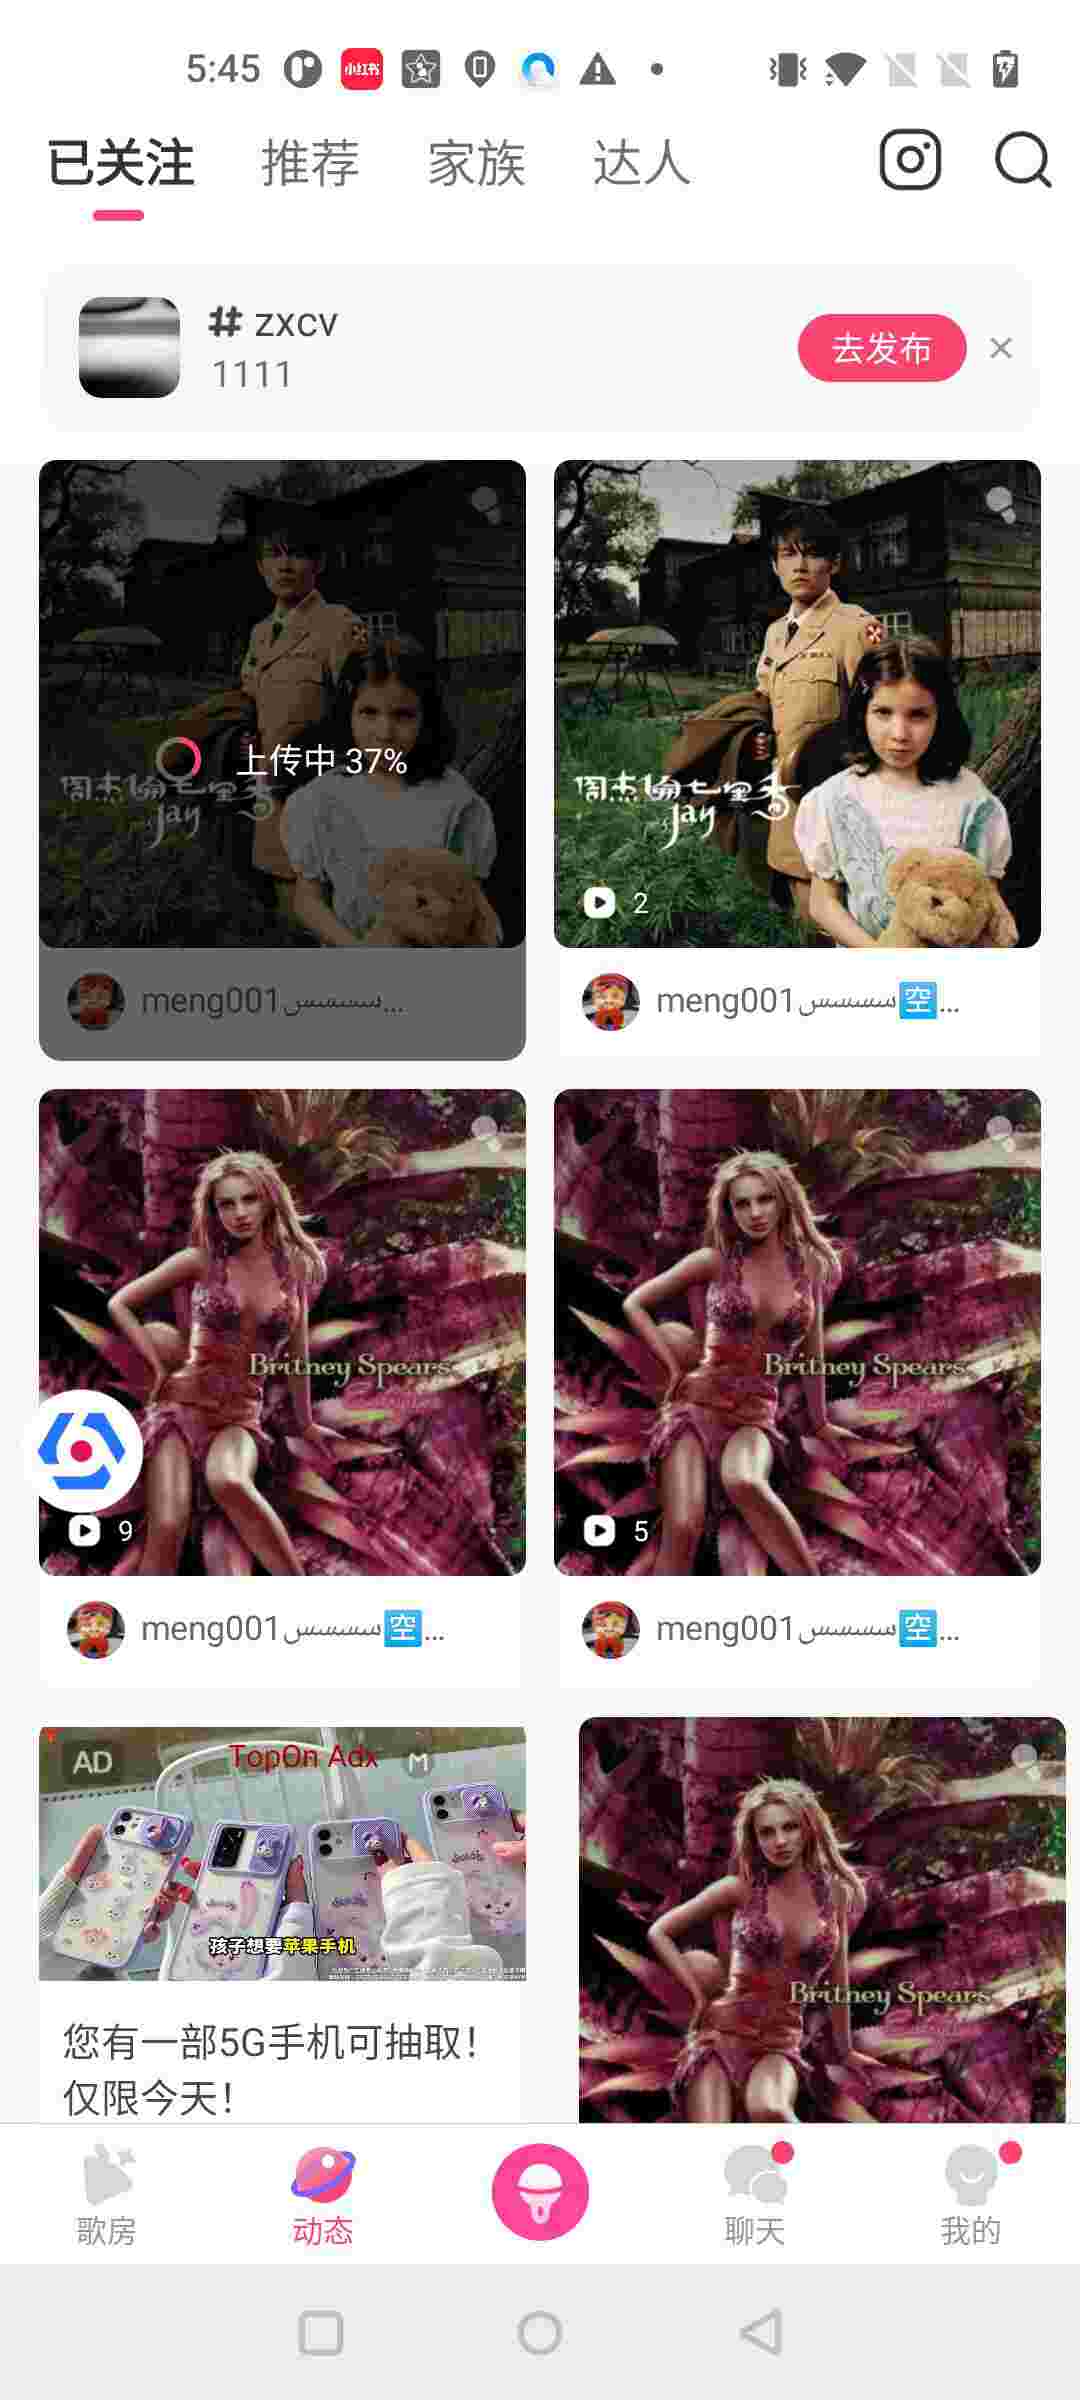 5:45
小红书
已关注 推荐 家族 达人
# zxcv
1111
去发布
上传中 37%
周杰倫七里香
Jay
周杰倫七里香
Jay
2
meng001سسسس...
meng001سسسس🈳...
Britney Spears
Britney Spears
9
5
meng001سسسس🈳...
meng001سسسس🈳...
AD
TopOn Adx
M
孩子想要苹果手机
Britney Spears
您有一部5G手机可抽取！
仅限今天！
歌房 动态 聊天 我的